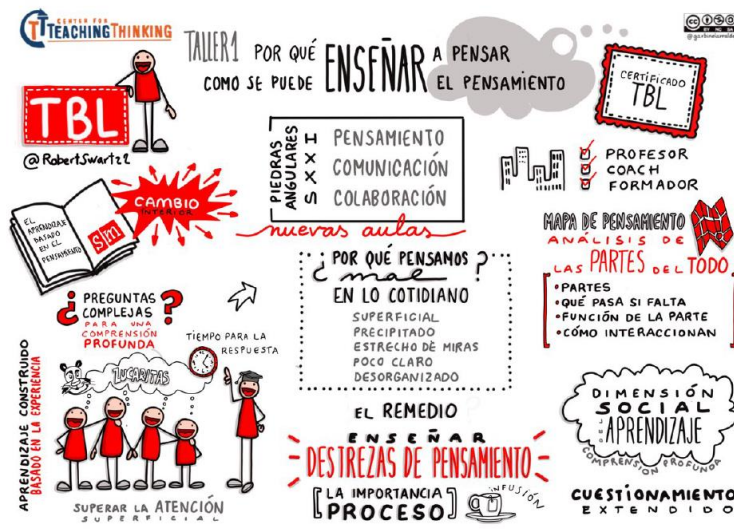 CENTER FOR
TEACHING THINKING
TALLER 1 POR QUÉ ENSEÑAR A PENSAR
COMO SE PUEDE EL PENSAMIENTO
TBL
@RobertSwartz2
CERTIFICADO
TBL
PROFESOR
COACH
FORMADOR
PIEDRAS
ANGULARES
S XXI
PENSAMIENTO
COMUNICACIÓN
COLABORACIÓN
nuevas aulas
EL
APRENDIZAJE
BASADO
EN EL
PENSAMIENTO
sm
CAMBIO
INTERIOR
MAPA DE PENSAMIENTO
ANÁLISIS DE
LAS PARTES DEL TODO
• PARTES
• QUÉ PASA SI FALTA
• FUNCIÓN DE LA PARTE
• CÓMO INTERACCIONAN
¿POR QUÉ PENSAMOS
mal?
EN LO COTIDIANO
SUPERFICIAL
PRECIPITADO
ESTRECHO DE MIRAS
POCO CLARO
DESORGANIZADO
¿PREGUNTAS
COMPLEJAS?
PARA UNA
COMPRENSIÓN
PROFUNDA
TIEMPO PARA LA
RESPUESTA
ZUCARITAS
APRENDIZAJE CONSTRUIDO
BASADO EN LA EXPERIENCIA
SUPERAR LA ATENCIÓN
SUPERFICIAL
EL REMEDIO
ENSEÑAR
DESTREZAS DE PENSAMIENTO
[LA IMPORTANCIA
PROCESO]
INFUSIÓN
DIMENSIÓN
SOCIAL
DEL APRENDIZAJE
COMPRENSIÓN PROFUNDA
CUESTIONAMIENTO
EXTENDIDO